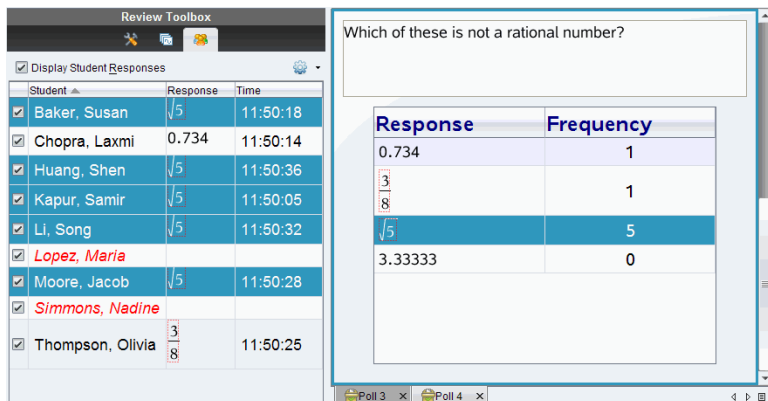 Review Toolbox
Display Student Responses
Student Response Time
Baker, Susan √5 11:50:18
Chopra, Laxmi 0.734 11:50:14
Huang, Shen √5 11:50:36
Kapur, Samir √5 11:50:05
Li, Song √5 11:50:32
Lopez, Maria
Moore, Jacob √5 11:50:28
Simmons, Nadine
Thompson, Olivia 3/8 11:50:25
Which of these is not a rational number?
Response Frequency
0.734 1
3/8 1
√5 5
3.33333 0
Poll 3 Poll 4